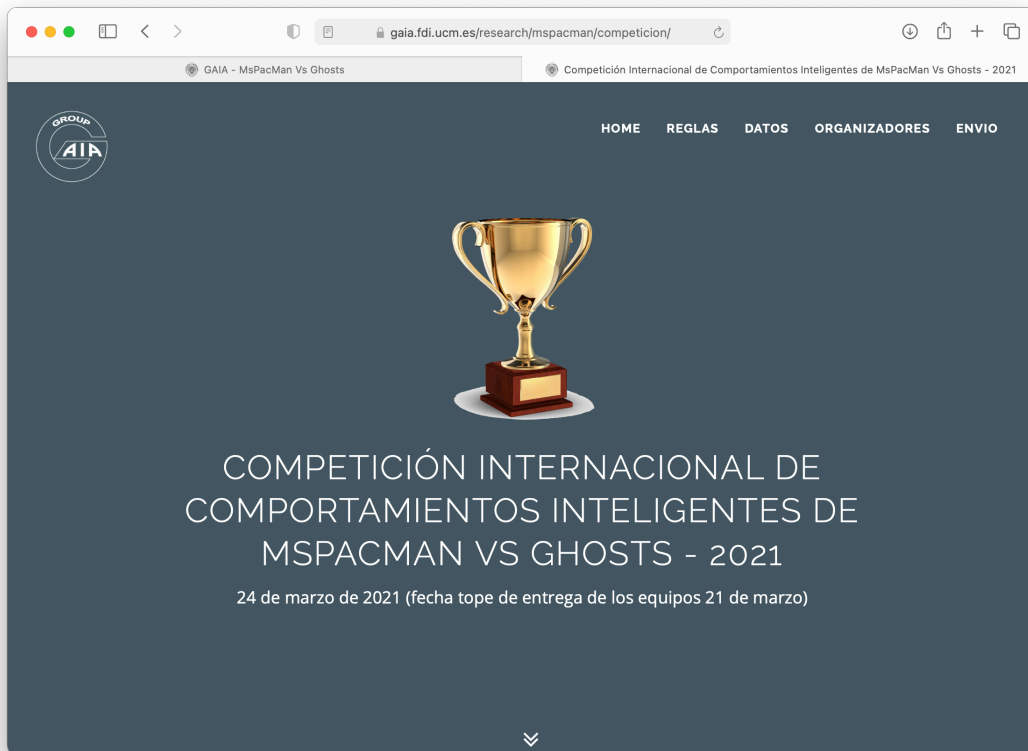 gaia.fdi.ucm.es/research/mspacman/competicion/
GAIA - MsPacMan Vs Ghosts
Competición Internacional de Comportamientos Inteligentes de MsPacMan Vs Ghosts - 2021
GROUP
GAIA
HOME REGLAS DATOS ORGANIZADORES ENVIO
COMPETICIÓN INTERNACIONAL DE
COMPORTAMIENTOS INTELIGENTES DE
MSPACMAN VS GHOSTS - 2021
24 de marzo de 2021 (fecha tope de entrega de los equipos 21 de marzo)